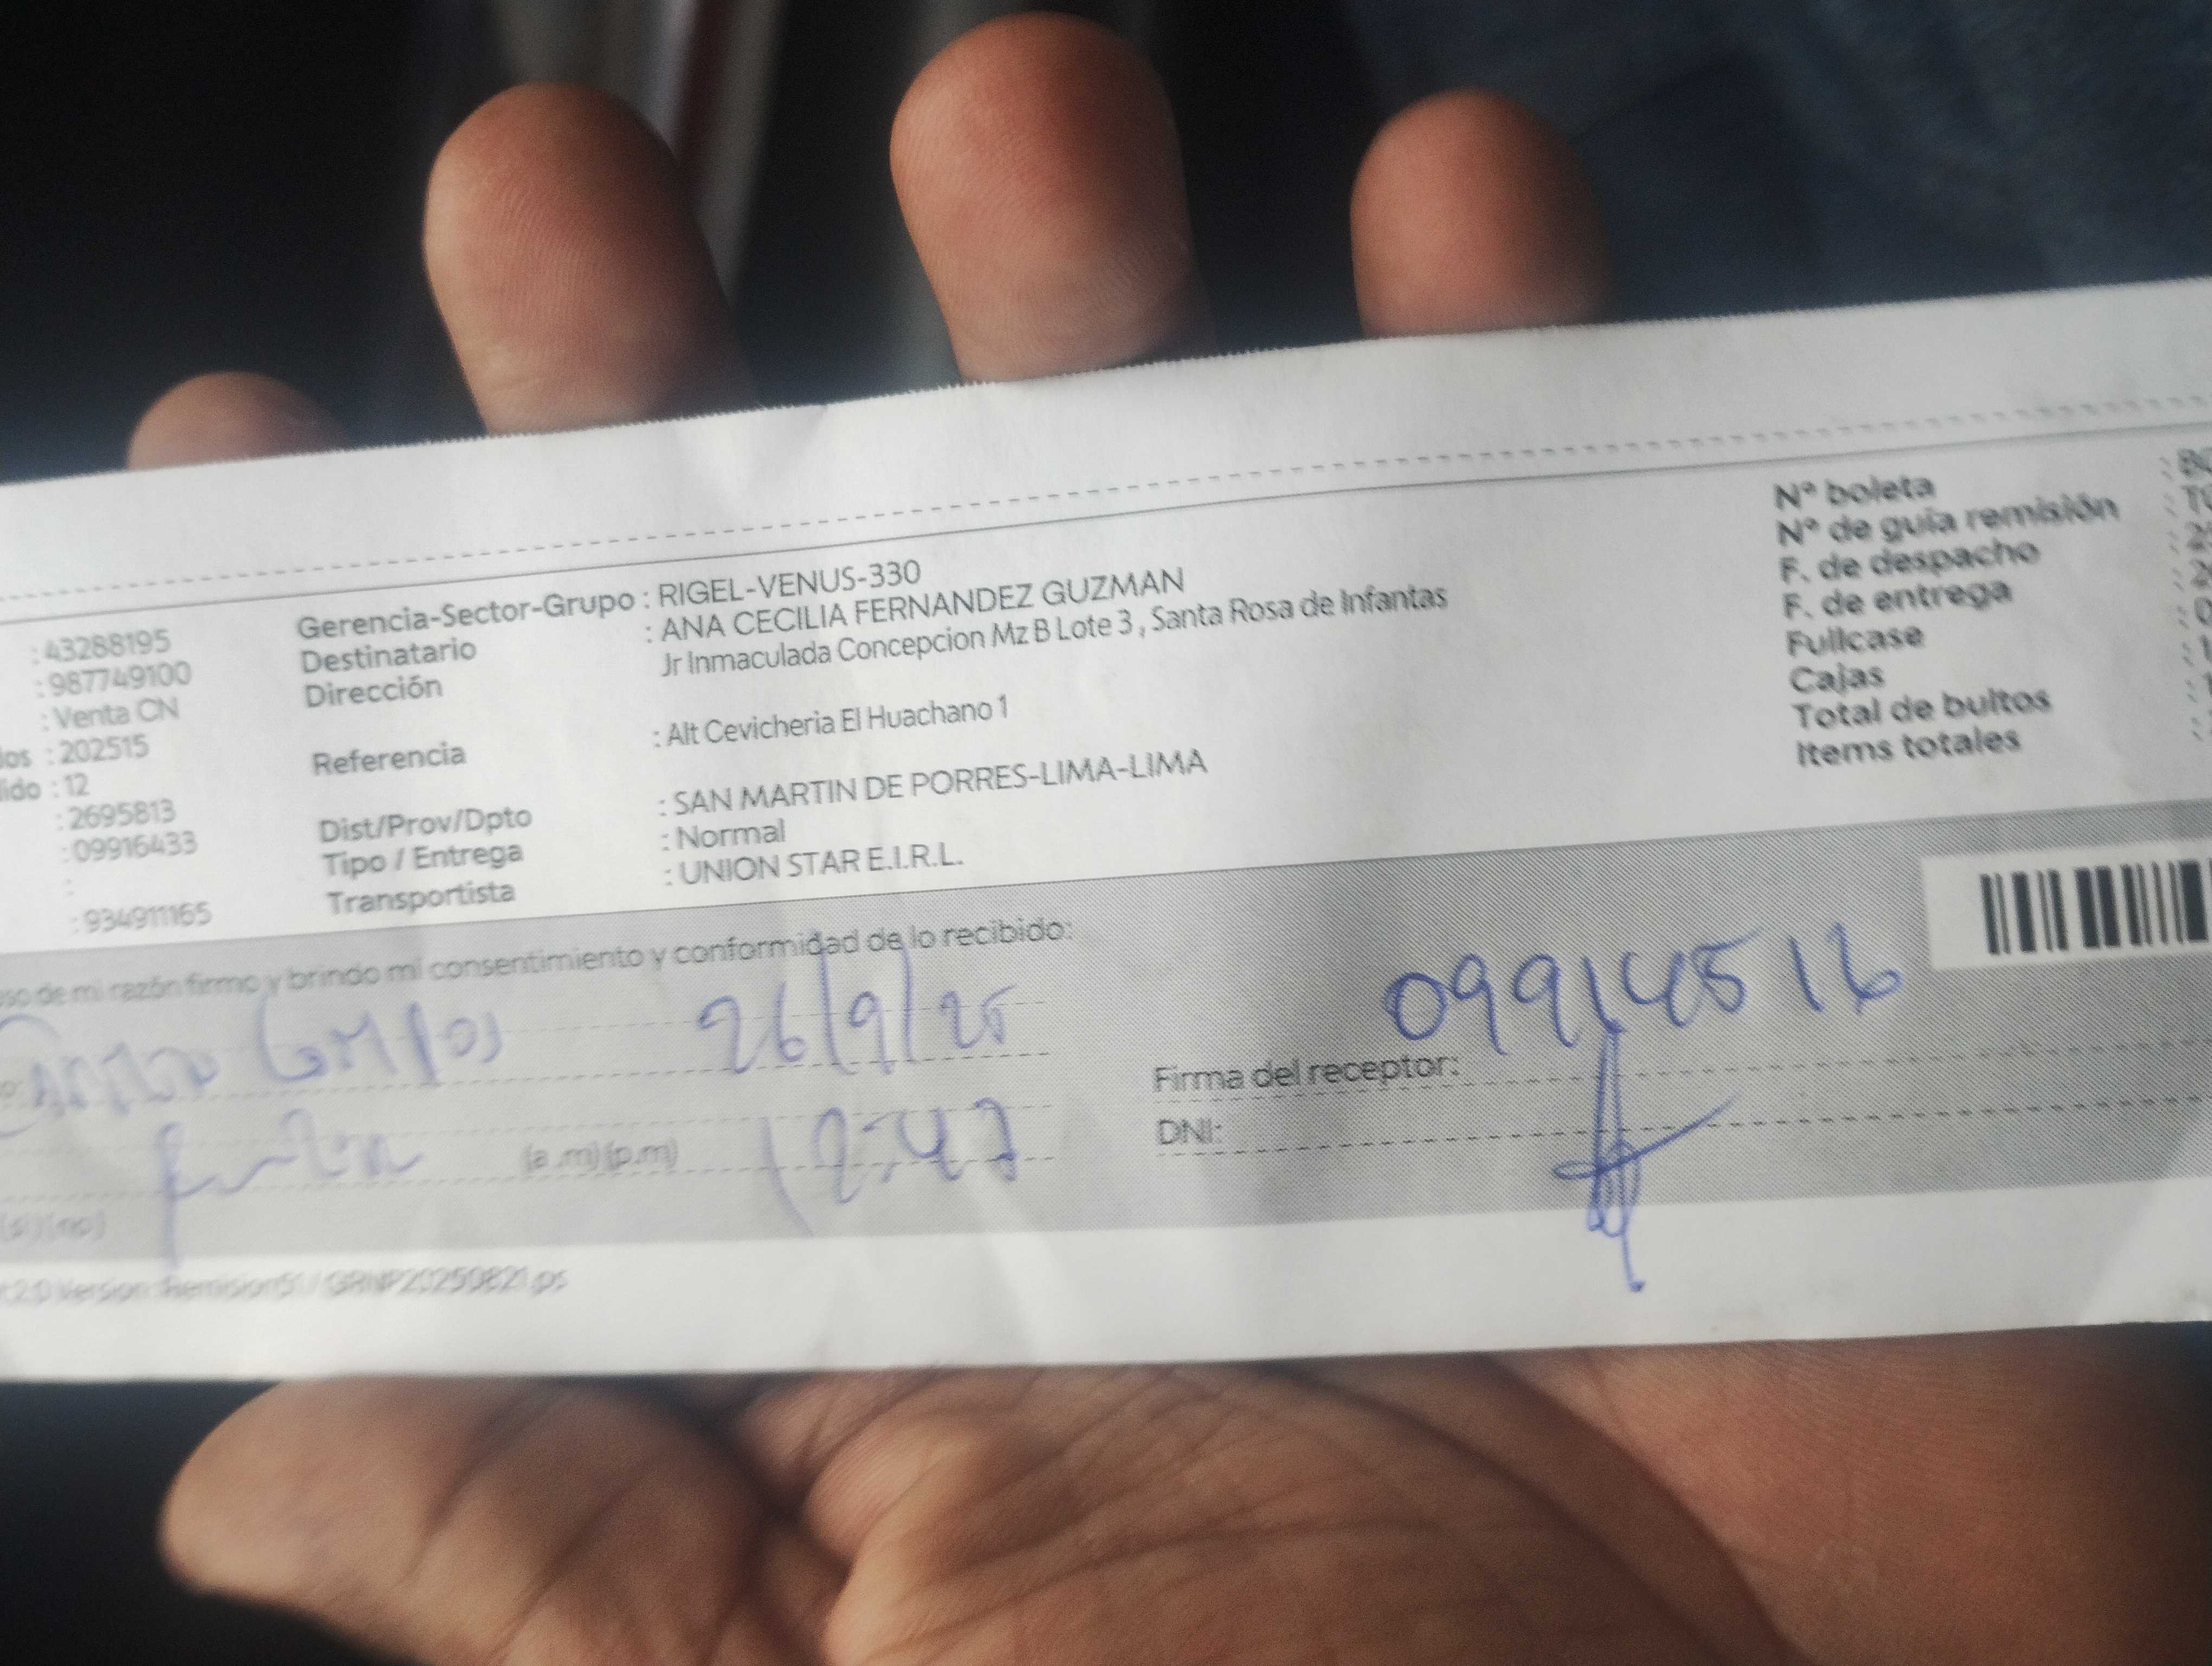 : 43288195
: 987749100
: Venta CN
: 202515
: 12
: 2695813
: 09916433
:
: 934911165
Gerencia-Sector-Grupo : RIGEL-VENUS-330
Destinatario : ANA CECILIA FERNANDEZ GUZMAN
Dirección Jr Inmaculada Concepcion Mz B Lote 3 , Santa Rosa de Infantas
Referencia : Alt Cevicheria El Huachano 1
Dist/Prov/Dpto : SAN MARTIN DE PORRES-LIMA-LIMA
Tipo / Entrega : Normal
Transportista : UNION STAR E.I.R.L.
N° boleta
N° de guía remisión
F. de despacho
F. de entrega
Fullcase
Cajas
Total de bultos
Items totales
de mi razón firmo y brindo mi consentimiento y conformidad de lo recibido:
26/9/25
(a.m)(p.m) 12:47
(si)(no)
Firma del receptor:
DNI: